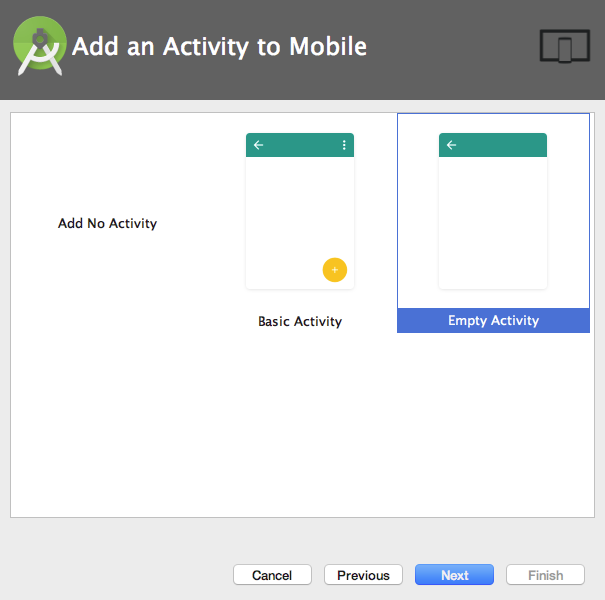 Add an Activity to Mobile
Add No Activity
Basic Activity
Empty Activity
Cancel
Previous
Next
Finish